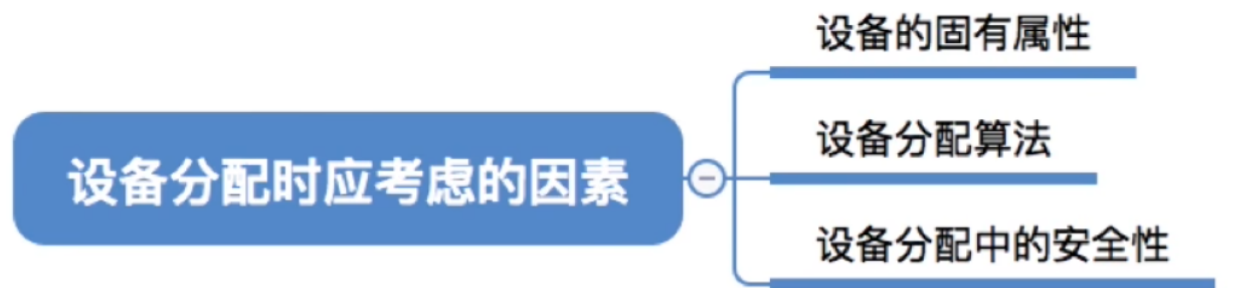 设备分配时应考虑的因素
设备的固有属性
设备分配算法
设备分配中的安全性